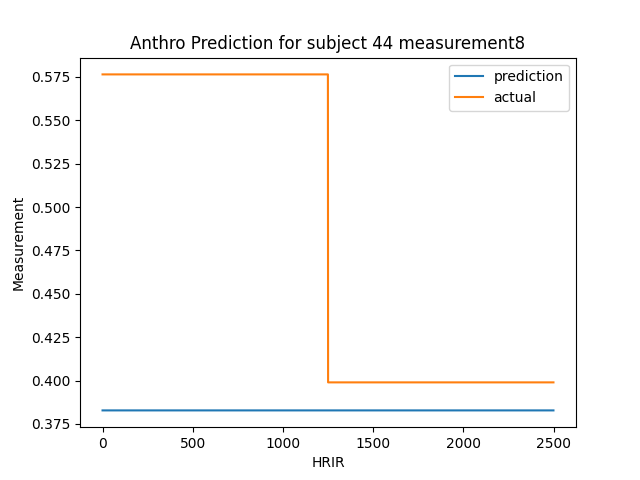 Anthro Prediction for subject 44 measurement8
prediction
actual
0.575
0.550
0.525
0.500
0.475
0.450
0.425
0.400
0.375
Measurement
0 500 1000 1500 2000 2500
HRIR